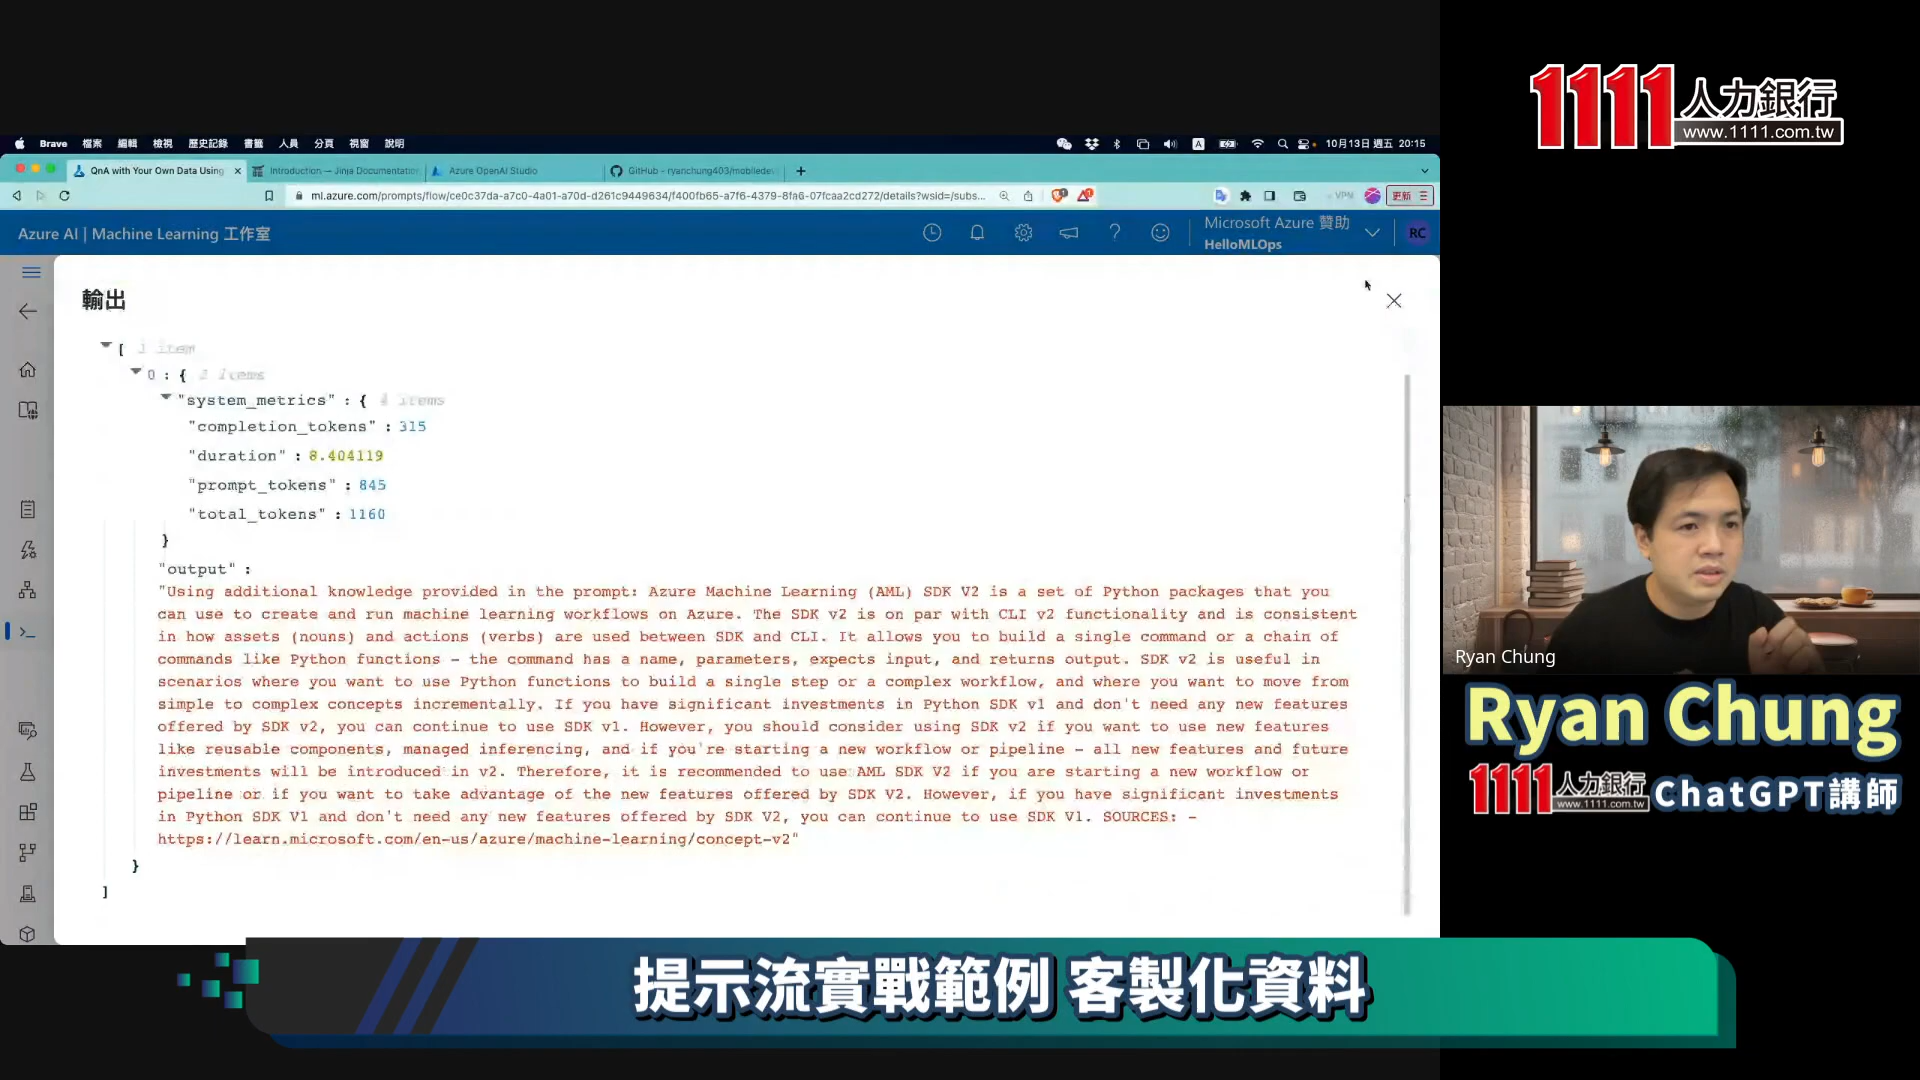 1111人力銀行
www.1111.com.tw
Brave 檔案 編輯 檢視 歷史記錄 書籤 人員 分頁 視窗 說明
A
10月13日 週五 20:15
QnA with Your Own Data Using
Introduction — Jinja Documentation
Azure OpenAI Studio
GitHub - ryanchung403/mobiledev
ml.azure.com/prompts/flow/ce0c37da-a7c0-4a01-a70d-d261c9449634/f400fb65-a7f6-4379-8fa6-07fcaa2cd272/details?wsid=/subs...
VPN
更新
Azure AI | Machine Learning 工作室
Microsoft Azure 贊助
HelloMLOps
RC
輸出
[ 1 item
0 : { 2 items
"system_metrics" : { 4 items
"completion_tokens" : 315
"duration" : 8.404119
"prompt_tokens" : 845
"total_tokens" : 1160
}
"output" :
"Using additional knowledge provided in the prompt: Azure Machine Learning (AML) SDK V2 is a set of Python packages that you
can use to create and run machine learning workflows on Azure. The SDK v2 is on par with CLI v2 functionality and is consistent
in how assets (nouns) and actions (verbs) are used between SDK and CLI. It allows you to build a single command or a chain of
commands like Python functions - the command has a name, parameters, expects input, and returns output. SDK v2 is useful in
scenarios where you want to use Python functions to build a single step or a complex workflow, and where you want to move from
simple to complex concepts incrementally. If you have significant investments in Python SDK v1 and don't need any new features
offered by SDK v2, you can continue to use SDK v1. However, you should consider using SDK v2 if you want to use new features
like reusable components, managed inferencing, and if you're starting a new workflow or pipeline - all new features and future
investments will be introduced in v2. Therefore, it is recommended to use AML SDK V2 if you are starting a new workflow or
pipeline or if you want to take advantage of the new features offered by SDK V2. However, if you have significant investments
in Python SDK V1 and don't need any new features offered by SDK V2, you can continue to use SDK V1. SOURCES: -
https://learn.microsoft.com/en-us/azure/machine-learning/concept-v2"
}
]
Ryan Chung
Ryan Chung
1111人力銀行 ChatGPT講師
www.1111.com.tw
提示流實戰範例 客製化資料